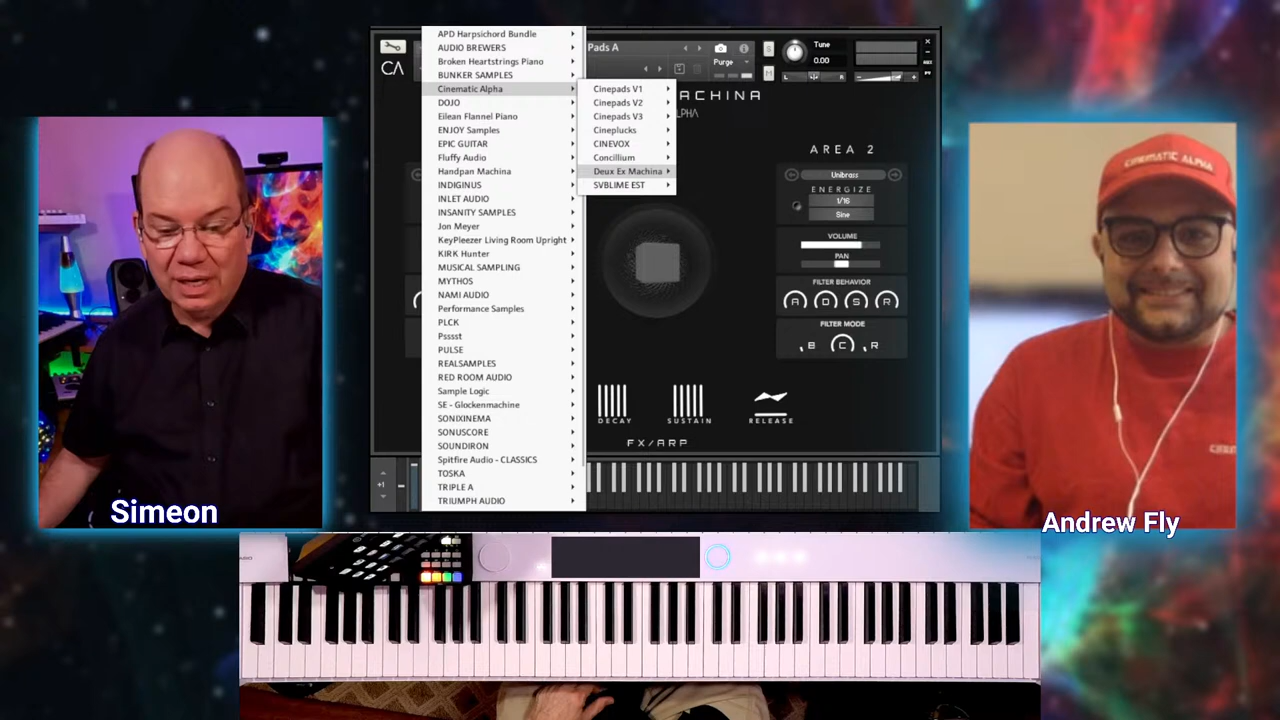 APD Harpsichord Bundle
AUDIO BREWERS
Broken Heartstrings Piano
BUNKER SAMPLES
Cinematic Alpha
DOJO
Eilean Flannel Piano
ENJOY Samples
EPIC GUITAR
Fluffy Audio
Handpan Machina
INDIGINUS
INLET AUDIO
INSANITY SAMPLES
Jon Meyer
KeyPleezer Living Room Upright
KIRK Hunter
MUSICAL SAMPLING
MYTHOS
NAMI AUDIO
Performance Samples
PLCK
Psssst
PULSE
REALSAMPLES
RED ROOM AUDIO
Sample Logic
SE - Glockenmachine
SONIXINEMA
SONUSCORE
SOUNDIRON
Spitfire Audio - CLASSICS
TOSKA
TRIPLE A
TRIUMPH AUDIO
Cinepads V1
Cinepads V2
Cinepads V3
Cineplucks
CINEVOX
Concillium
Deux Ex Machina
SVBLIME EST
CA
Pads A
Purge
S
M
Tune
0.00
L
R
ACHINA
LPHA
AREA 2
Unibrass
ENERGIZE
1/16
Sine
VOLUME
PAN
FILTER BEHAVIOR
A D S R
FILTER MODE
B C R
DECAY
SUSTAIN
RELEASE
FX/ARP
+1
CINEMATIC ALPHA
Simeon
Andrew Fly